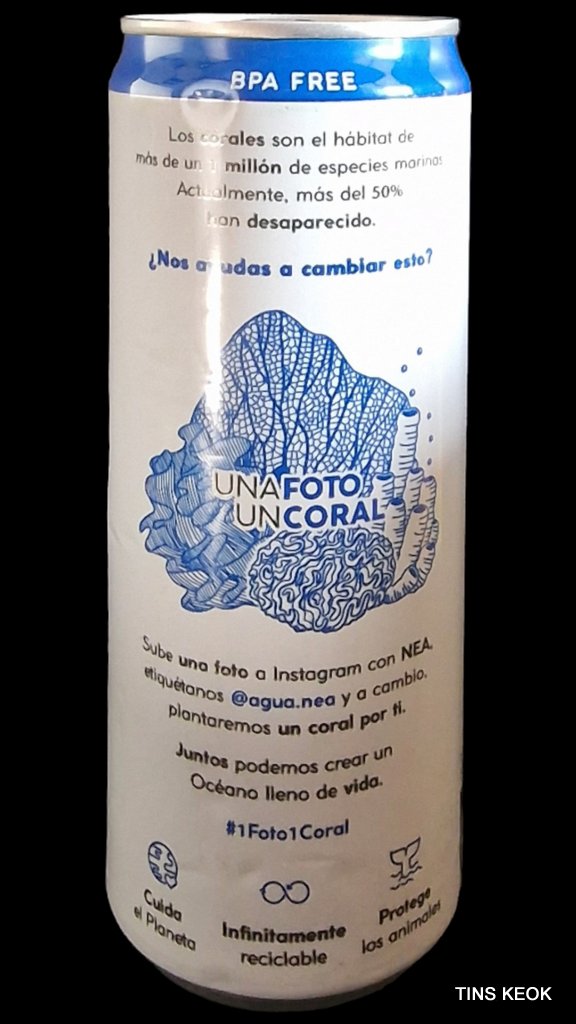 BPA FREE
Los corales son el hábitat de
más de un 1 millón de especies marinas
Actualmente, más del 50%
han desaparecido.
¿Nos ayudas a cambiar esto?
UNAFOTO
UNCORAL
Sube una foto a Instagram con NEA,
etiquétanos @agua.nea y a cambio,
plantaremos un coral por ti.
Juntos podemos crear un
Océano lleno de vida.
#1Foto1Coral
Cuida
el Planeta
Infinitamente
reciclable
Protege
los animales
TINS KEOK